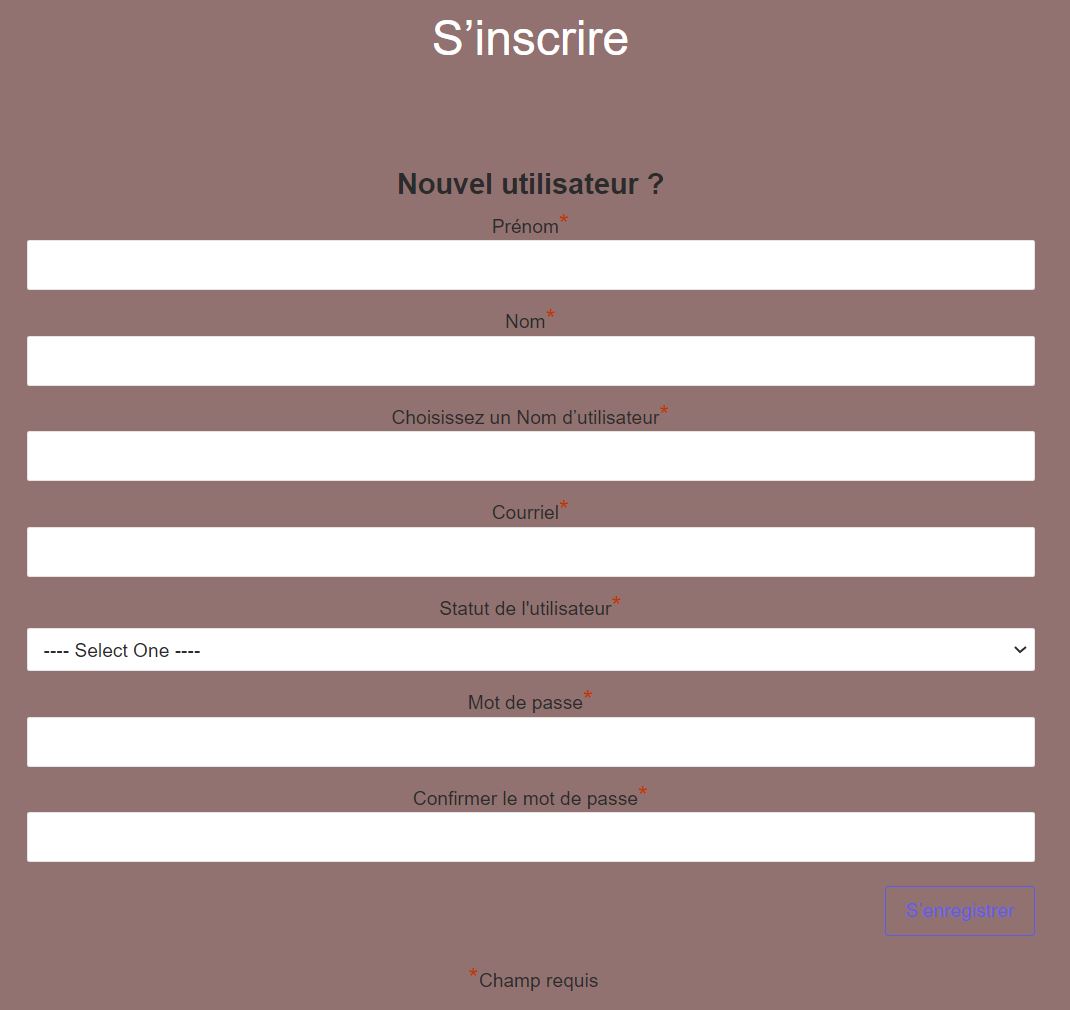 S’inscrire
Nouvel utilisateur ?
Prénom*
Nom*
Choisissez un Nom d’utilisateur*
Courriel*
Statut de l'utilisateur*
---- Select One ----
Mot de passe*
Confirmer le mot de passe*
S’enregistrer
*Champ requis